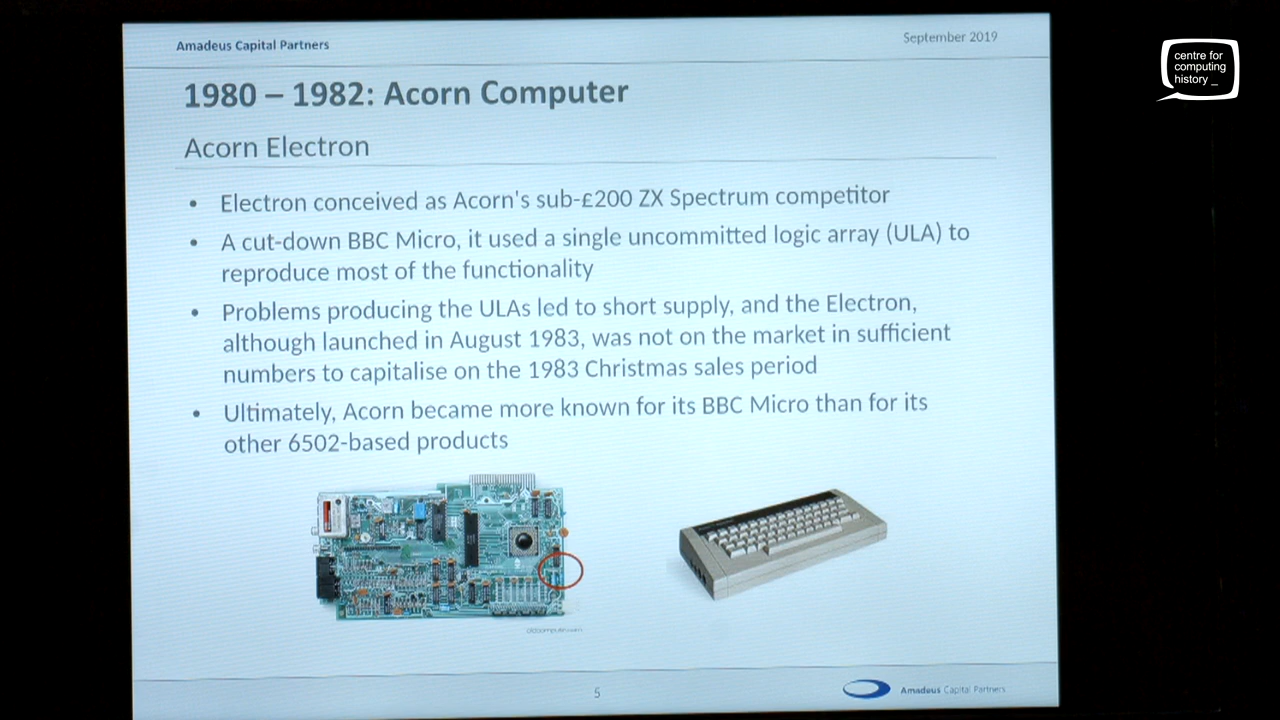 Amadeus Capital Partners
September 2019
centre for
computing
history _
1980 – 1982: Acorn Computer
Acorn Electron
• Electron conceived as Acorn's sub-£200 ZX Spectrum competitor
• A cut-down BBC Micro, it used a single uncommitted logic array (ULA) to
reproduce most of the functionality
• Problems producing the ULAs led to short supply, and the Electron,
although launched in August 1983, was not on the market in sufficient
numbers to capitalise on the 1983 Christmas sales period
• Ultimately, Acorn became more known for its BBC Micro than for its
other 6502-based products
5
Amadeus Capital Partners